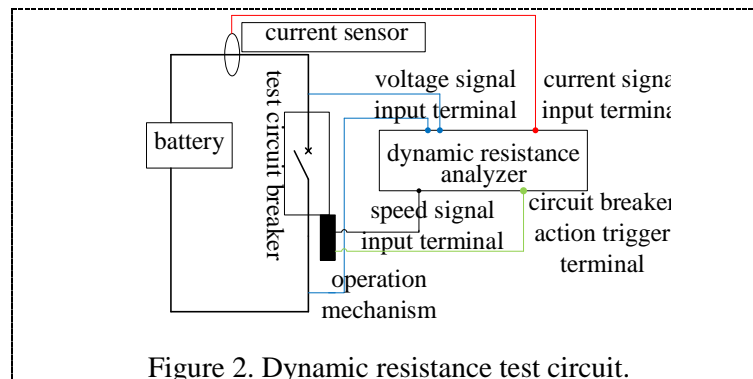 current sensor
voltage signal
input terminal
current signa
input termina
test circuit breaker
battery
dynamic resistance
analyzer
speed signal
input terminal
circuit breaker
action trigger
terminal
operation
mechanism
Figure 2. Dynamic resistance test circuit.